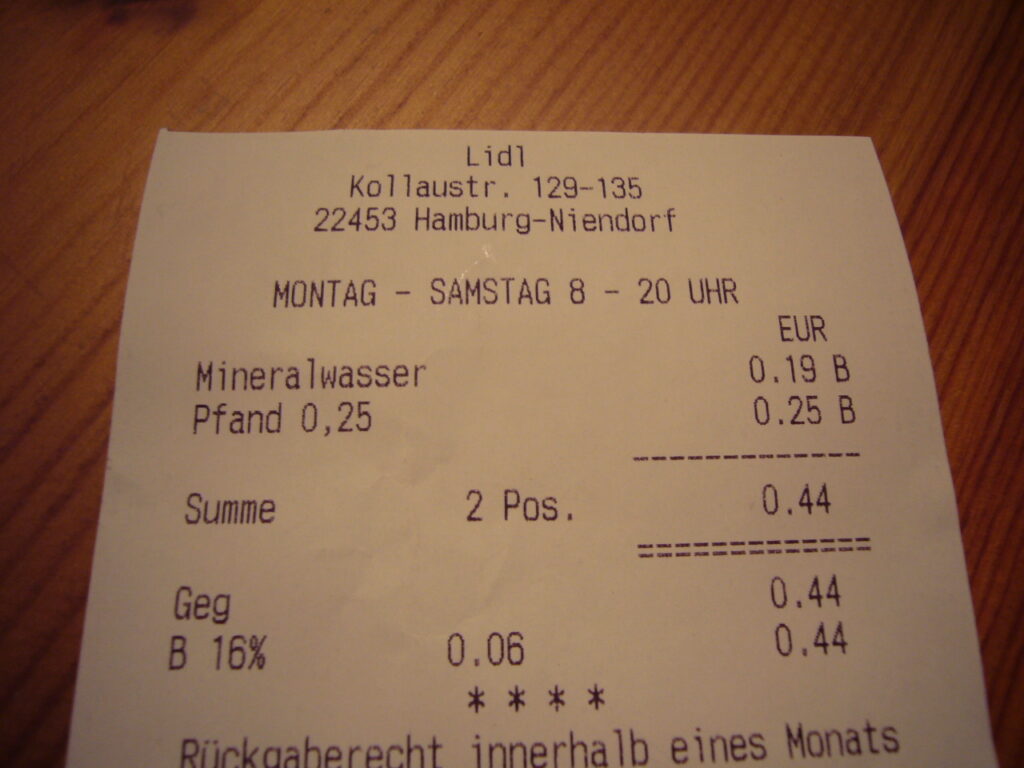 Lidl
Kollaustr. 129-135
22453 Hamburg-Niendorf
MONTAG - SAMSTAG 8 - 20 UHR
EUR
Mineralwasser 0.19 B
Pfand 0,25 0.25 B
Summe 2 Pos. 0.44
Geg 0.44
B 16% 0.06 0.44
* * * *
Rückgaberecht innerhalb eines Monats